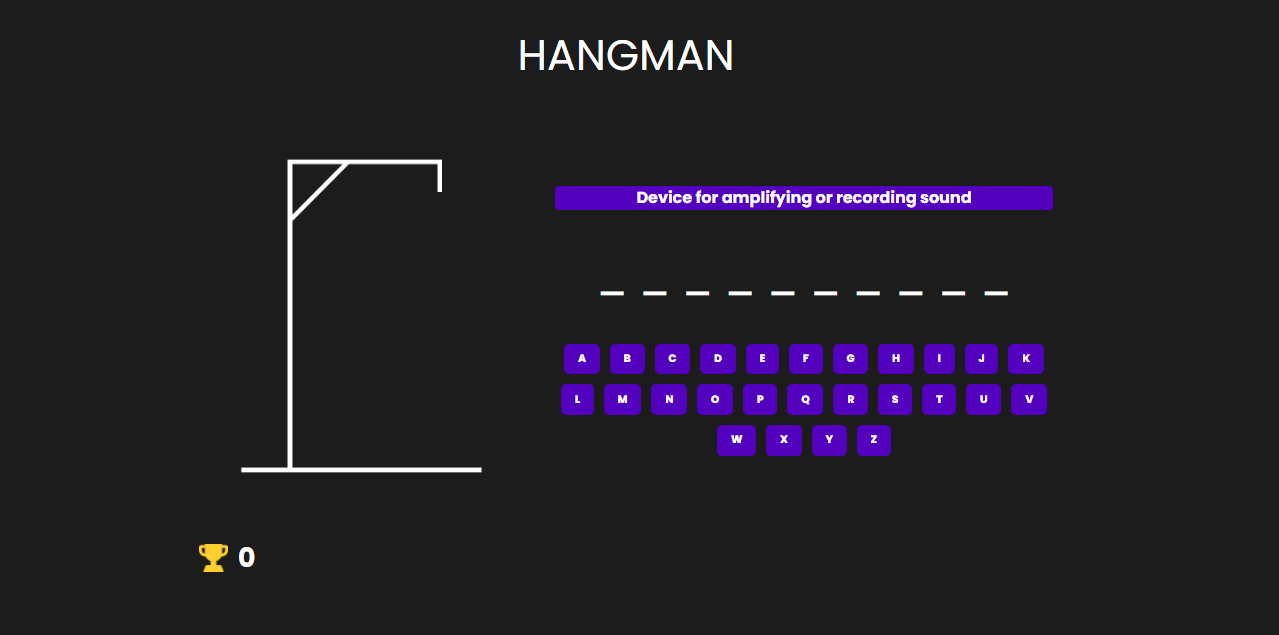 HANGMAN
Device for amplifying or recording sound
_ _ _ _ _ _ _ _ _ _
A B C D E F G H I J K
L M N O P Q R S T U V
W X Y Z
0